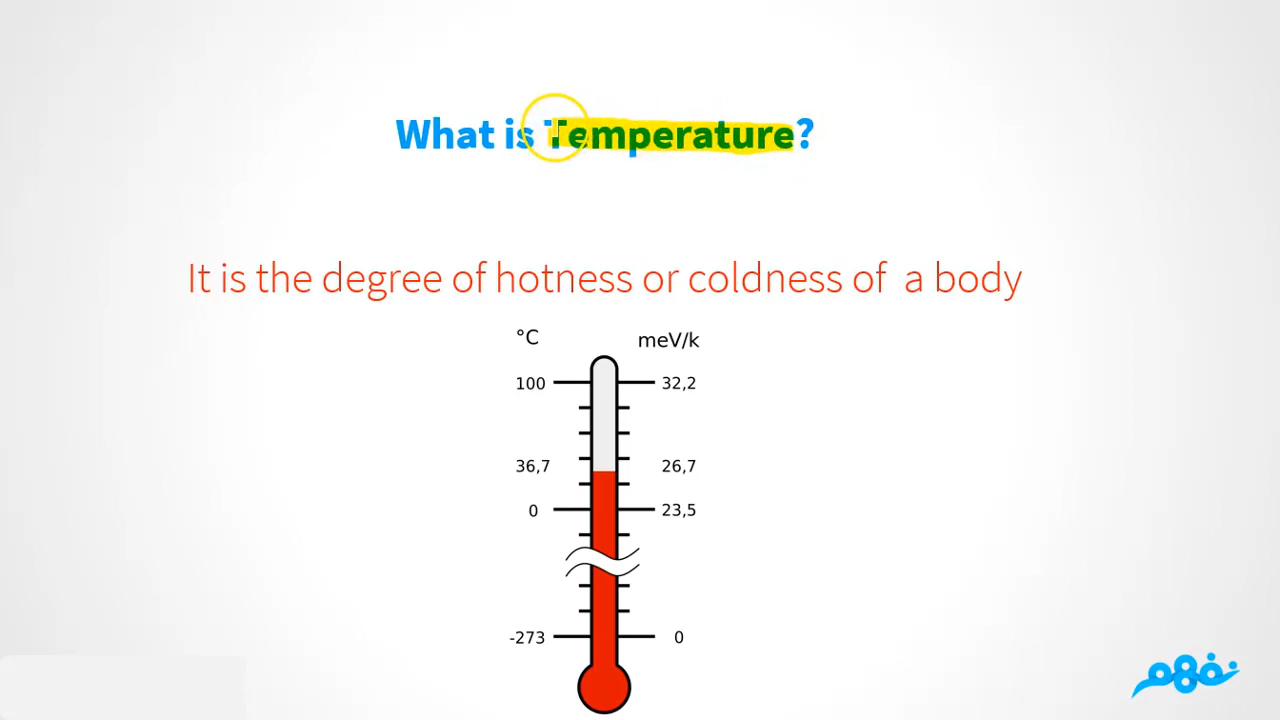 What is Temperature?
It is the degree of hotness or coldness of a body
°C meV/k
100 32,2
36,7 26,7
0 23,5
-273 0
نفهم